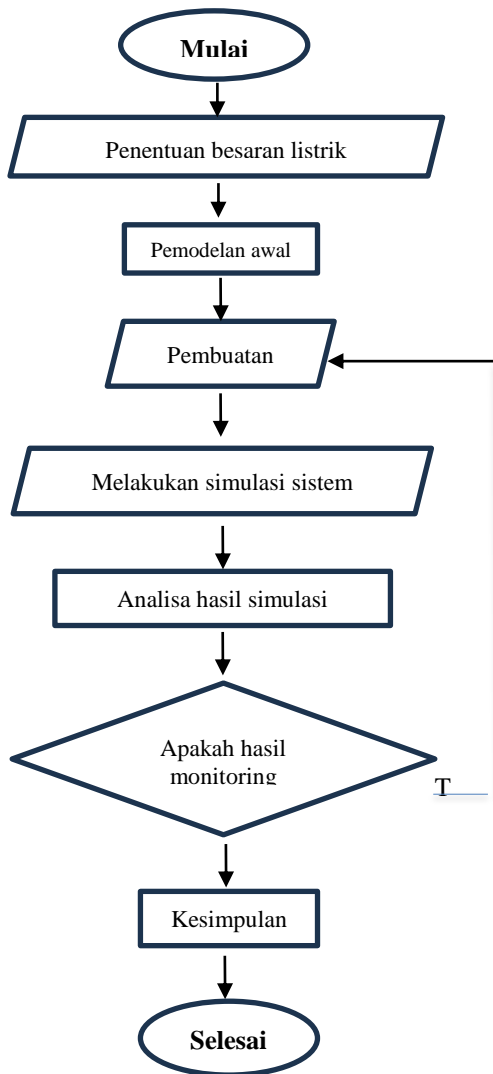 Mulai
Penentuan besaran listrik
Pemodelan awal
Pembuatan
Melakukan simulasi sistem
Analisa hasil simulasi
Apakah hasil
monitoring
T
Kesimpulan
Selesai